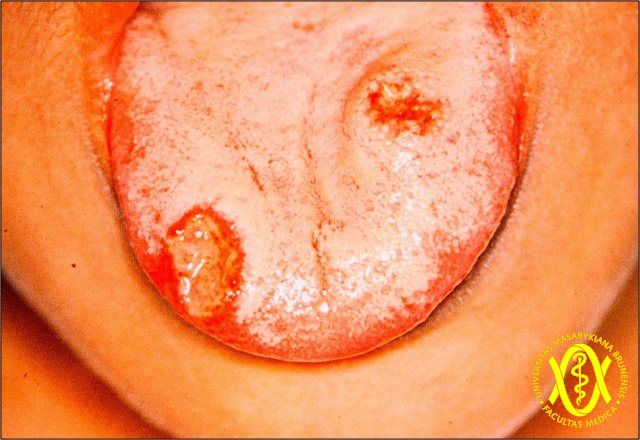 UNIVERSITAS MASARYKIANA BRUNENSIS
• FACULTAS MEDICA •